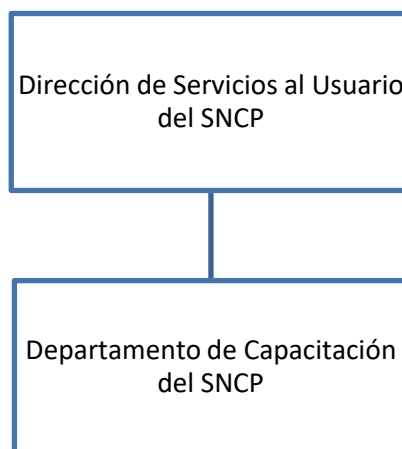 Dirección de Servicios al Usuario
del SNCP
Departamento de Capacitación
del SNCP